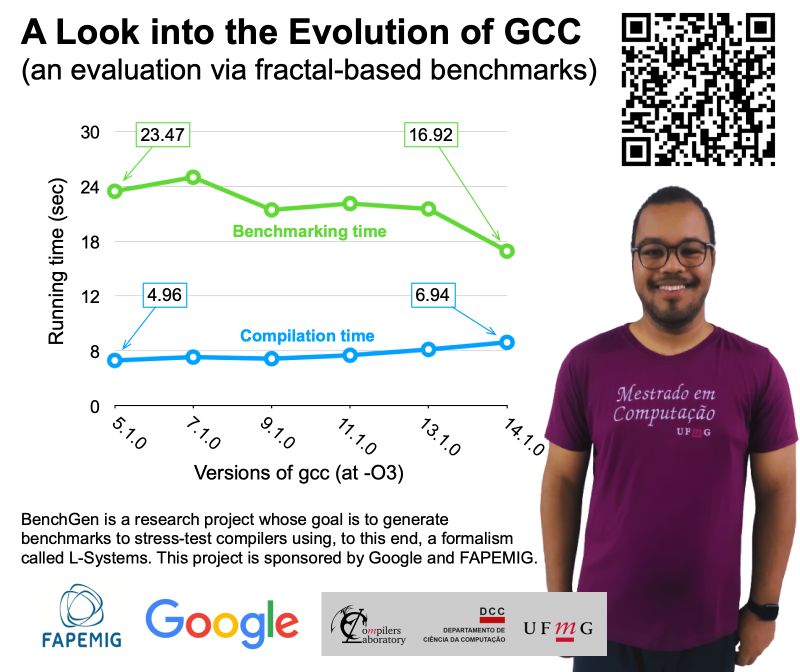 A Look into the Evolution of GCC
(an evaluation via fractal-based benchmarks)
Running time (sec)
30
24
18
12
8
0
23.47
16.92
Benchmarking time
4.96
6.94
Compilation time
5.1.0
7.1.0
9.1.0
11.1.0
13.1.0
14.1.0
Versions of gcc (at -O3)
Mestrado em
Computação
UFmG
BenchGen is a research project whose goal is to generate
benchmarks to stress-test compilers using, to this end, a formalism
called L-Systems. This project is sponsored by Google and FAPEMIG.
FAPEMIG
Google
Compilers
Laboratory
DCC
DEPARTAMENTO DE
CIÊNCIA DA COMPUTAÇÃO
UFmG